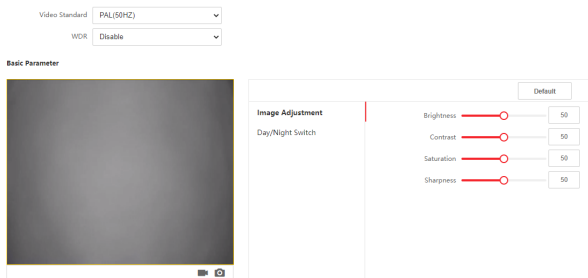 Video Standard PAL(50HZ)
WDR Disable
Basic Parameter
Default
Image Adjustment
Day/Night Switch
Brightness 50
Contrast 50
Saturation 50
Sharpness 50